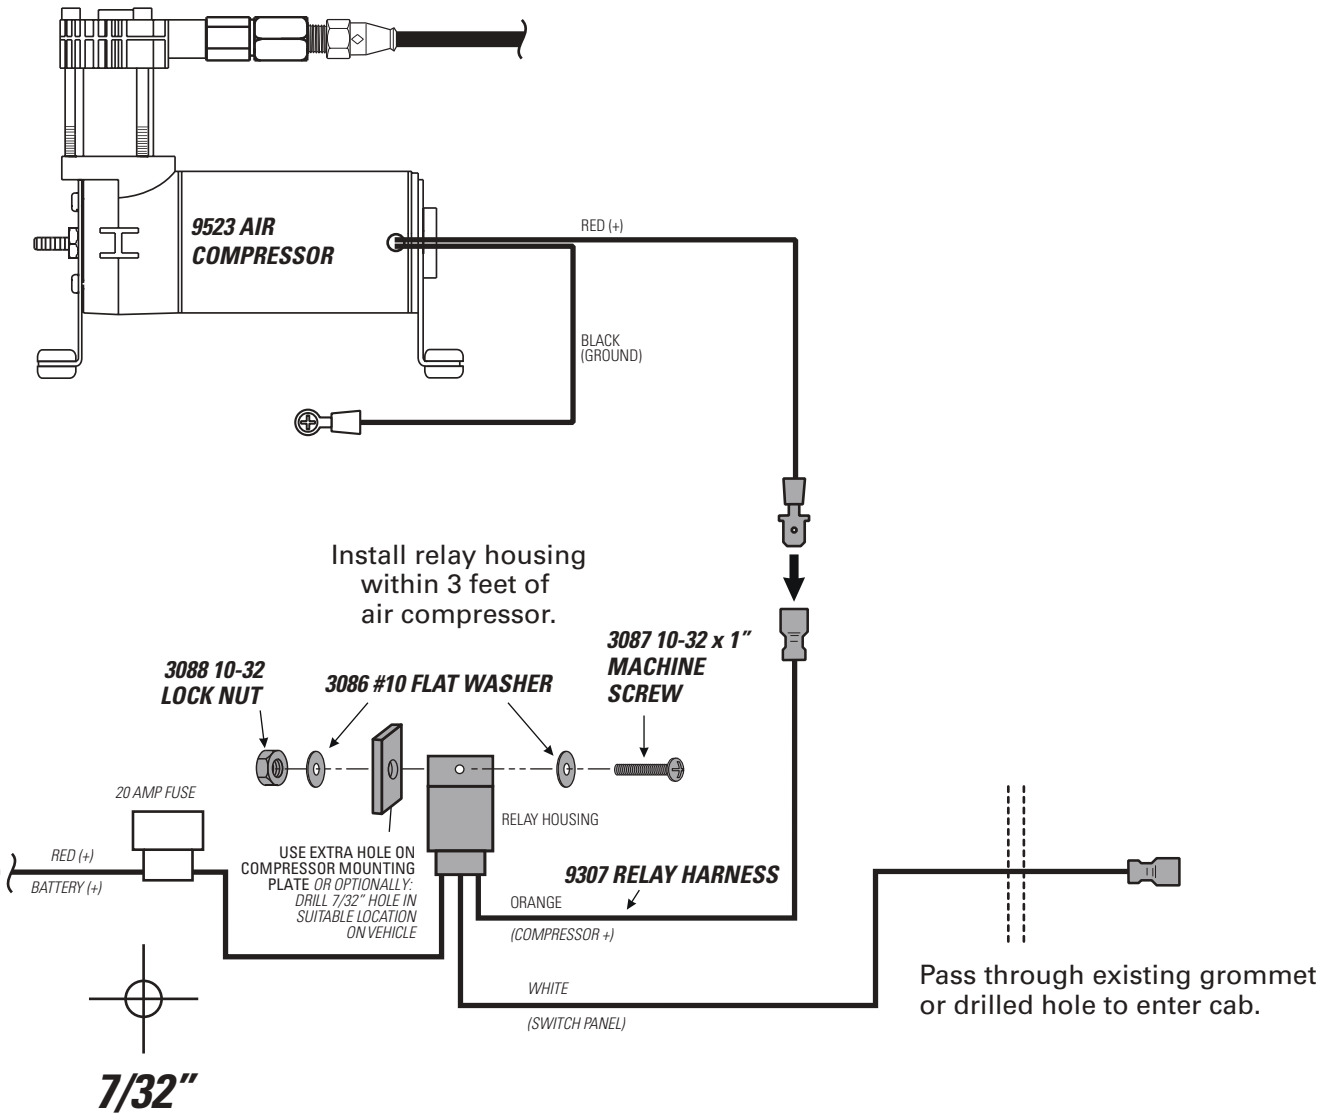 9523 AIR
COMPRESSOR
RED (+)
BLACK
(GROUND)
Install relay housing
within 3 feet of
air compressor.
3087 10-32 x 1”
MACHINE
SCREW
3088 10-32
LOCK NUT
3086 #10 FLAT WASHER
20 AMP FUSE
RELAY HOUSING
RED (+)
BATTERY (+)
USE EXTRA HOLE ON
COMPRESSOR MOUNTING
PLATE OR OPTIONALLY:
DRILL 7/32” HOLE IN
SUITABLE LOCATION
ON VEHICLE
9307 RELAY HARNESS
ORANGE
(COMPRESSOR +)
WHITE
(SWITCH PANEL)
Pass through existing grommet
or drilled hole to enter cab.
7/32”